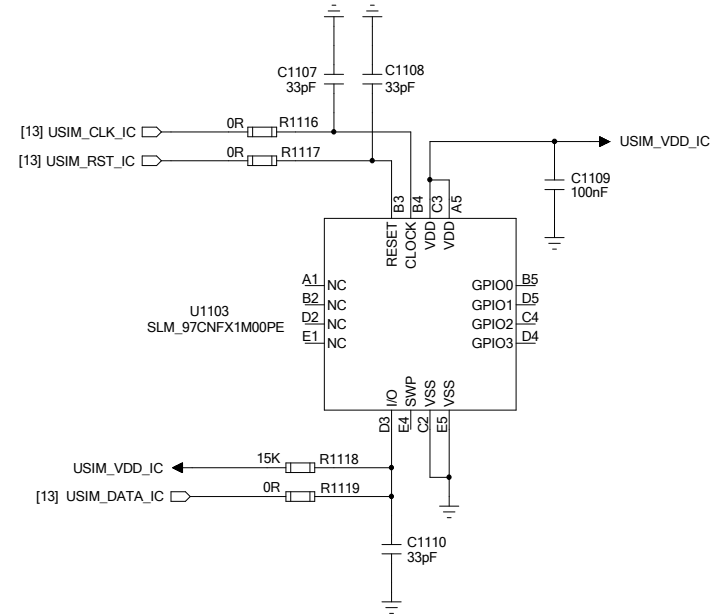 C1107
33pF
C1108
33pF
[13] USIM_CLK_IC
0R
R1116
[13] USIM_RST_IC
0R
R1117
USIM_VDD_IC
C1109
100nF
B3
B4
C3
A5
RESET
CLOCK
VDD
VDD
A1
NC
B2
NC
D2
NC
E1
NC
GPIO0
B5
GPIO1
D5
GPIO2
C4
GPIO3
D4
U1103
SLM_97CNFX1M00PE
I/O
SWP
VSS
VSS
D3
E4
C2
E5
USIM_VDD_IC
15K
R1118
[13] USIM_DATA_IC
0R
R1119
C1110
33pF